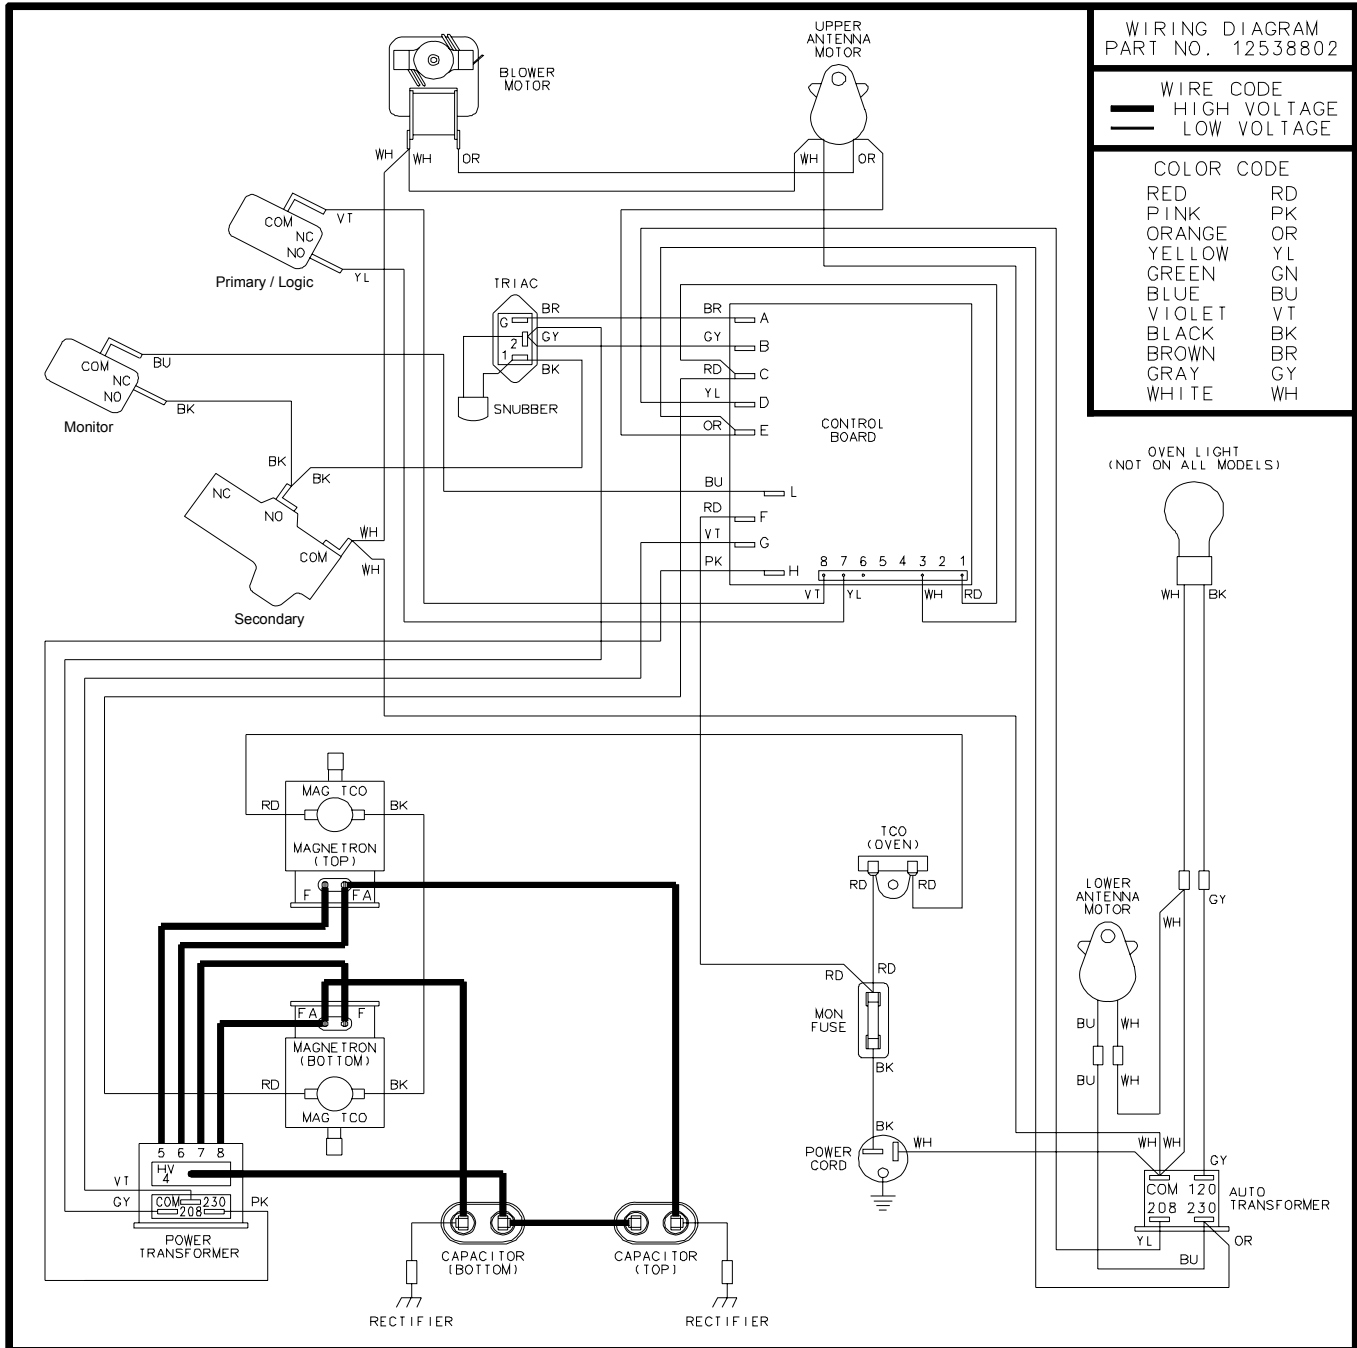 WIRING DIAGRAM
PART NO. 12538802
WIRE CODE
HIGH VOLTAGE
LOW VOLTAGE
COLOR CODE
RED RD
PINK PK
ORANGE OR
YELLOW YL
GREEN GN
BLUE BU
VIOLET VT
BLACK BK
BROWN BR
GRAY GY
WHITE WH
BLOWER
MOTOR
UPPER
ANTENNA
MOTOR
WH WH OR
WH OR
COM
NC
NO
VT
YL
Primary / Logic
TRIAC
G
2
1
BR
GY
BK
SNUBBER
COM
NC
NO
BU
BK
Monitor
BK
BK
NC
NO
COM
WH
WH
Secondary
BR A
GY B
RD C
YL D
OR E
BU L
RD F
VT G
PK H
CONTROL
BOARD
8 7 6 5 4 3 2 1
VT YL WH RD
OVEN LIGHT
(NOT ON ALL MODELS)
WH BK
MAG TCO
RD BK
MAGNETRON
(TOP)
F FA
FA F
MAGNETRON
(BOTTOM)
RD BK
MAG TCO
TCO
(OVEN)
RD RD
RD RD
MON
FUSE
BK
BK
POWER
CORD
WH
LOWER
ANTENNA
MOTOR
WH
GY
BU WH
BU WH
5 6 7 8
HV
4
VT
GY COM 230 PK
208
POWER
TRANSFORMER
CAPACITOR
(BOTTOM)
CAPACITOR
(TOP)
RECTIFIER
RECTIFIER
WH WH
GY
COM 120
208 230
AUTO
TRANSFORMER
YL
BU
OR